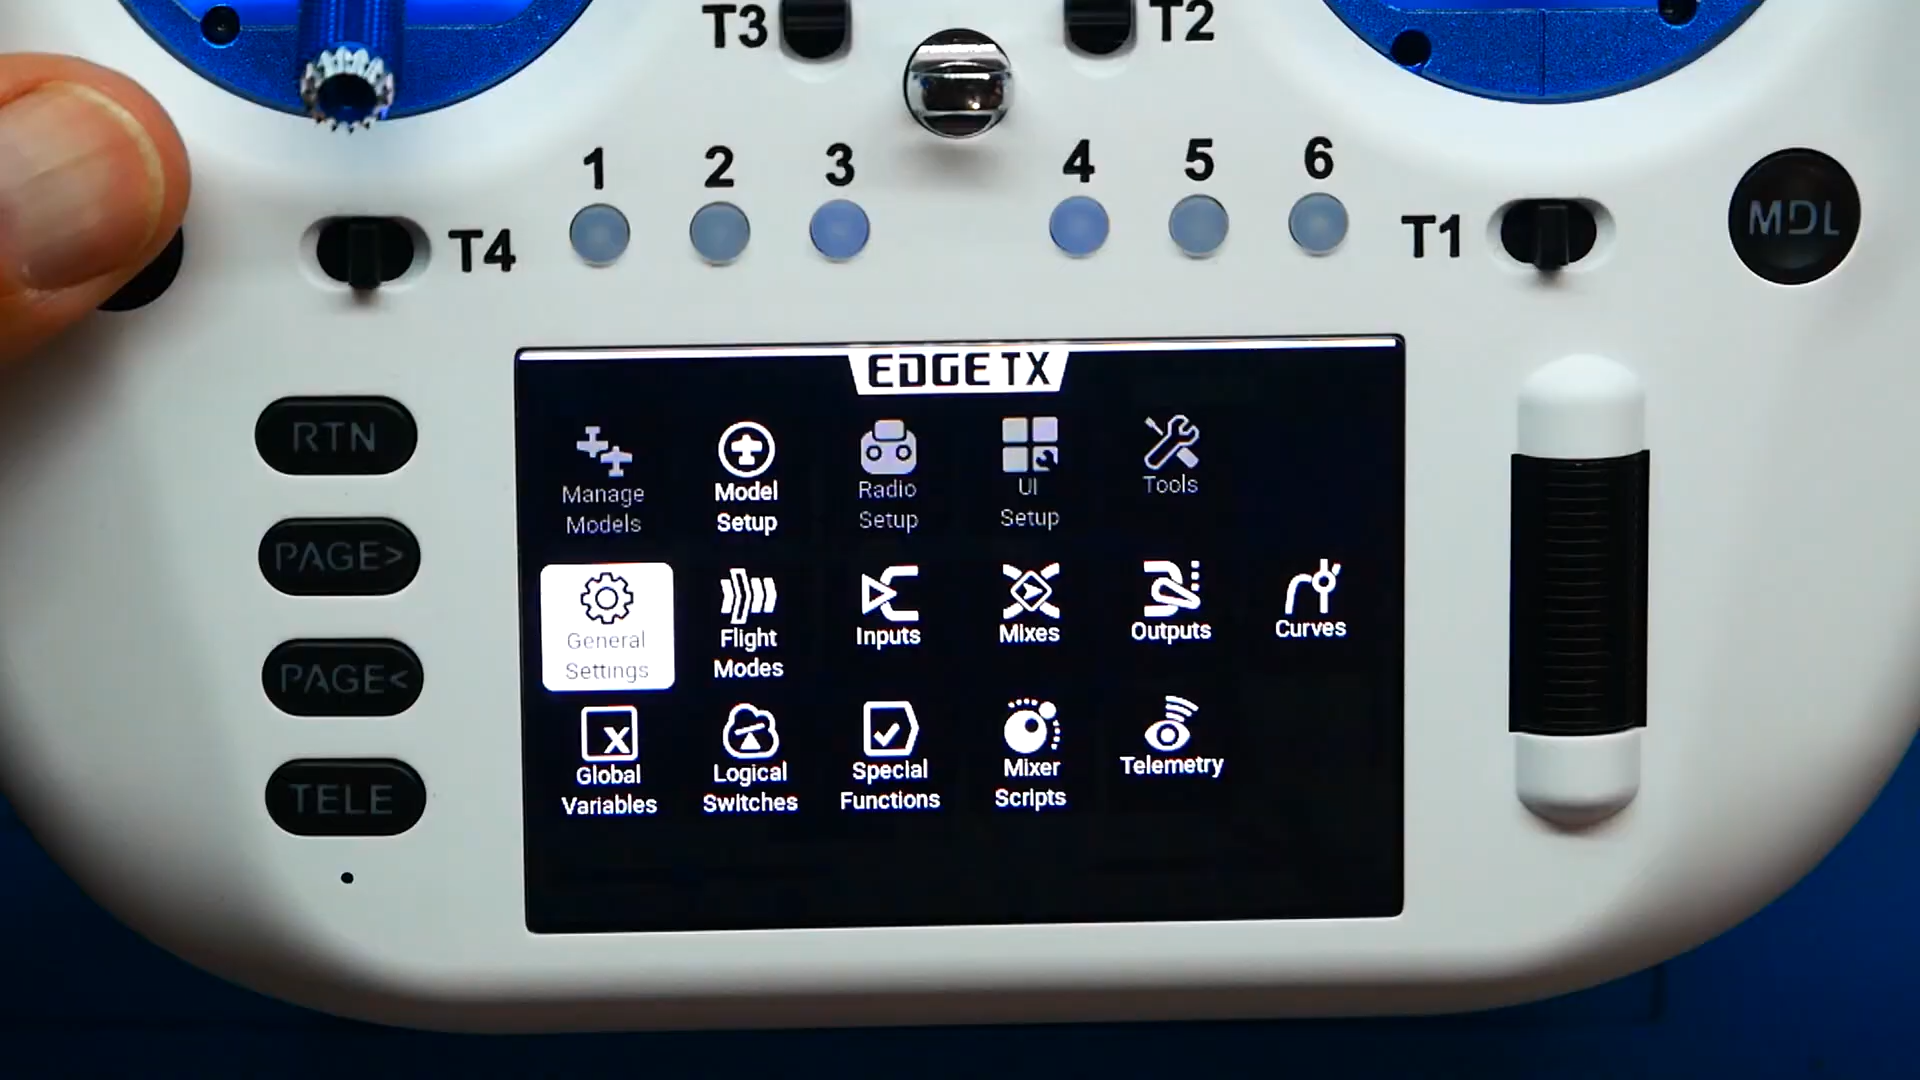 T3
T2
1
2
3
4
5
6
T4
T1
MDL
RTN
PAGE>
PAGE<
TELE
EDGETX
Manage
Models
Model
Setup
Radio
Setup
UI
Setup
Tools
General
Settings
Flight
Modes
Inputs
Mixes
Outputs
Curves
Global
Variables
Logical
Switches
Special
Functions
Mixer
Scripts
Telemetry